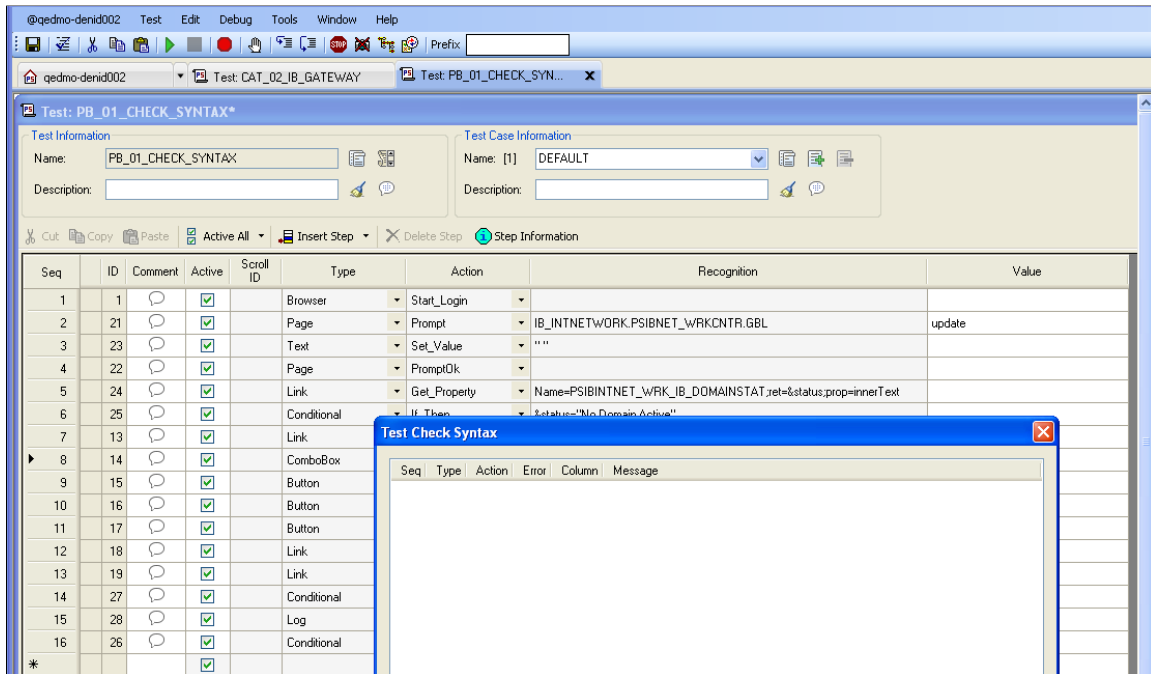 @qedmo-denid002 Test Edit Debug Tools Window Help
STOP Prefix
qedmo-denid002 Test: CAT_02_IB_GATEWAY Test: PB_01_CHECK_SYN... x
Test: PB_01_CHECK_SYNTAX*
Test Information Test Case Information
Name: PB_01_CHECK_SYNTAX Name: [1] DEFAULT
Description: Description:
Cut Copy Paste Active All Insert Step Delete Step Step Information
Seq ID Comment Active Scroll ID Type Action Recognition Value
1 1 Browser Start_Login
2 21 Page Prompt IB_INTNETWORK.PSIBNET_WRKCNTR.GBL update
3 23 Text Set_Value " "
4 22 Page PromptOk
5 24 Link Get_Property Name=PSIBINTNET_WRK_IB_DOMAINSTAT;ret=&status;prop=innerText
6 25 Conditional If_Then &status="No Domain Active"
7 13 Link
8 14 ComboBox
9 15 Button
10 16 Button
11 17 Button
12 18 Link
13 19 Link
14 27 Conditional
15 28 Log
16 26 Conditional
*
Test Check Syntax
Seq Type Action Error Column Message